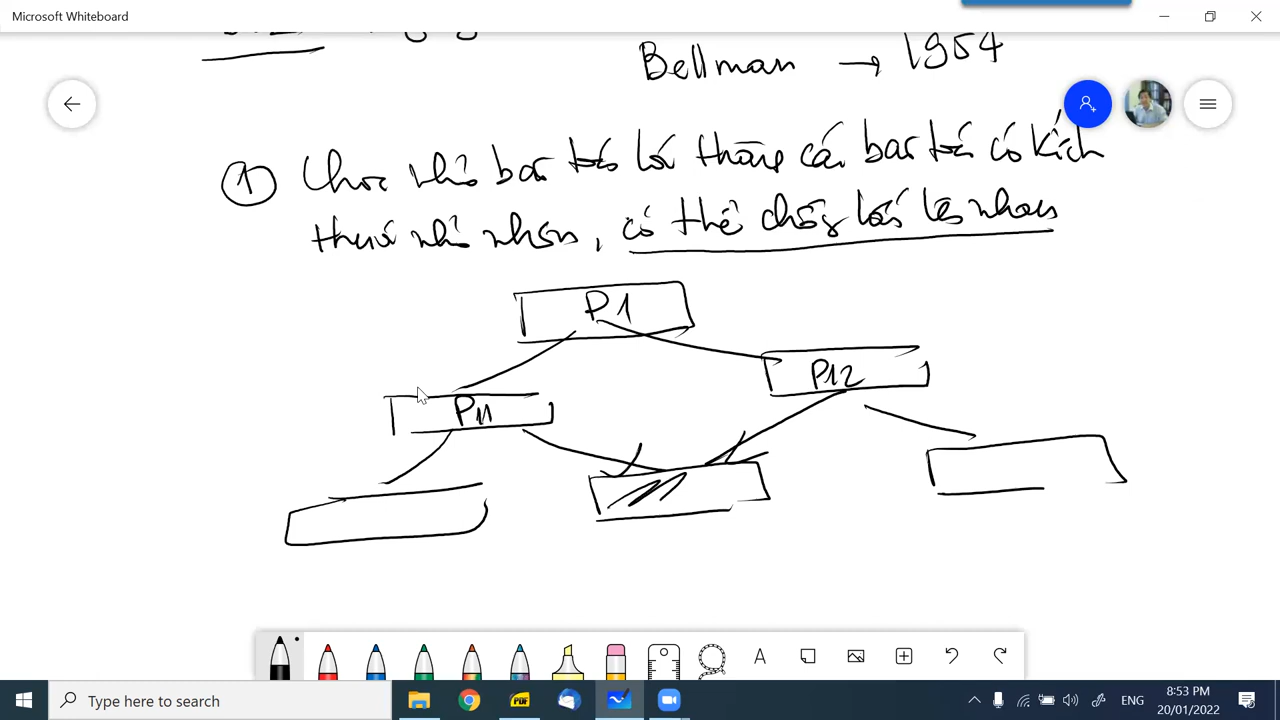 Microsoft Whiteboard
Bellman → 1954
① Chia nhỏ bài toán lớn thành các bài toán có kích
thước nhỏ hơn, có thể chồng lấn lên nhau
P1
P12
P11
Type here to search
PDF
ENG
8:53 PM
20/01/2022